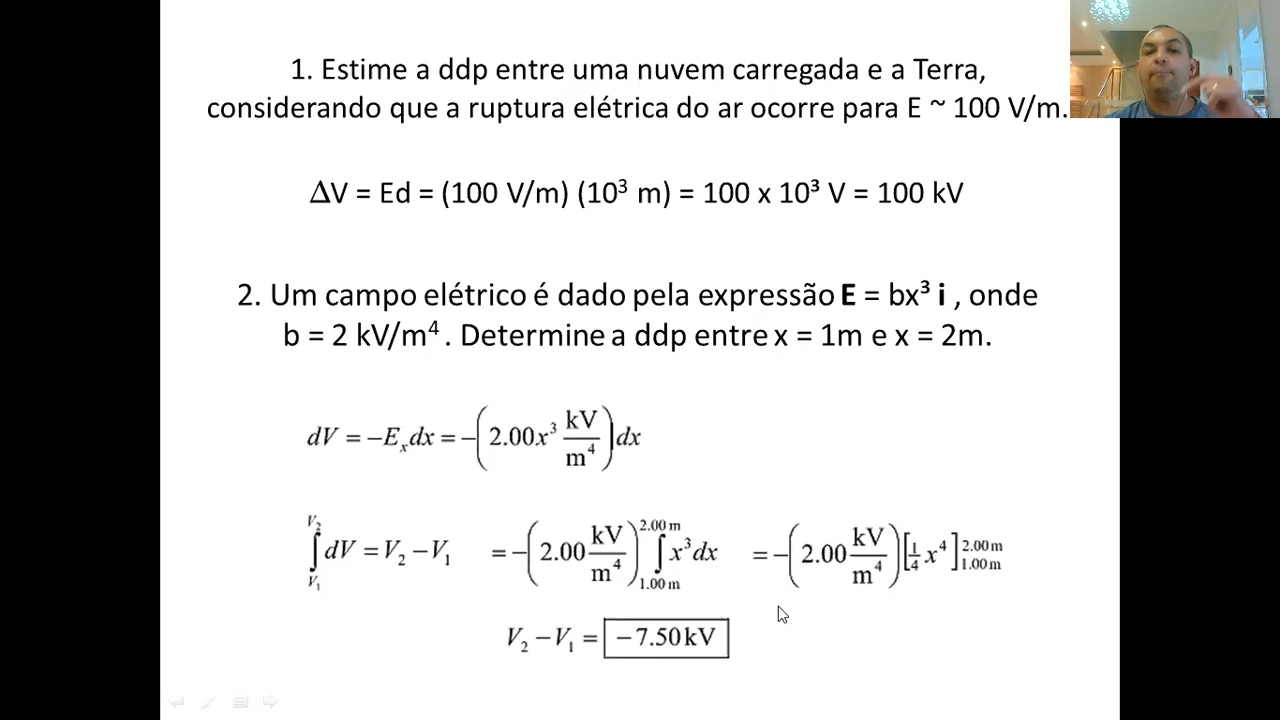 1. Estime a ddp entre uma nuvem carregada e a Terra,
considerando que a ruptura elétrica do ar ocorre para E ~ 100 V/m.
ΔV = Ed = (100 V/m) (10³ m) = 100 x 10³ V = 100 kV
2. Um campo elétrico é dado pela expressão E = bx³ i , onde
b = 2 kV/m⁴ . Determine a ddp entre x = 1m e x = 2m.
dV = −Eₓdx = −(2.00x³ kV/m⁴)dx
∫_{V₁}^{V₂} dV = V₂ − V₁ = −(2.00 kV/m⁴) ∫_{1.00 m}^{2.00 m} x³dx = −(2.00 kV/m⁴)[1/4 x⁴]_{1.00 m}^{2.00 m}
V₂ − V₁ = −7.50 kV